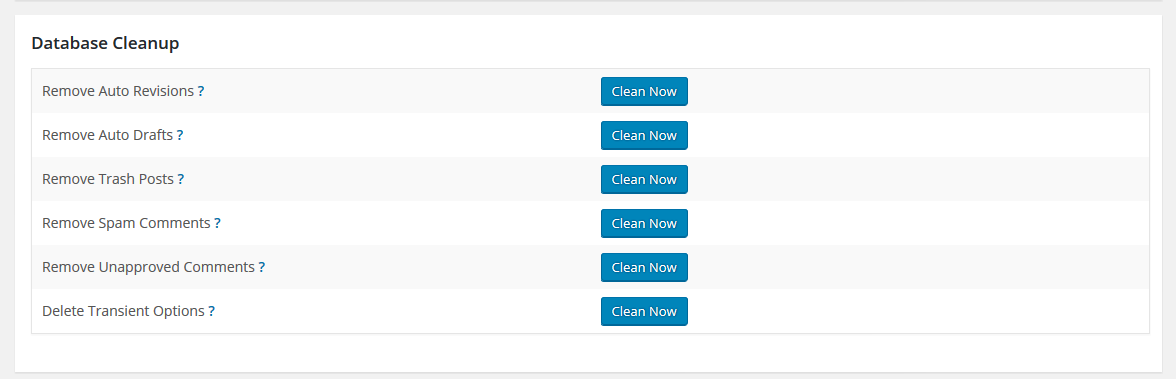 Database Cleanup
Remove Auto Revisions ? Clean Now
Remove Auto Drafts ? Clean Now
Remove Trash Posts ? Clean Now
Remove Spam Comments ? Clean Now
Remove Unapproved Comments ? Clean Now
Delete Transient Options ? Clean Now